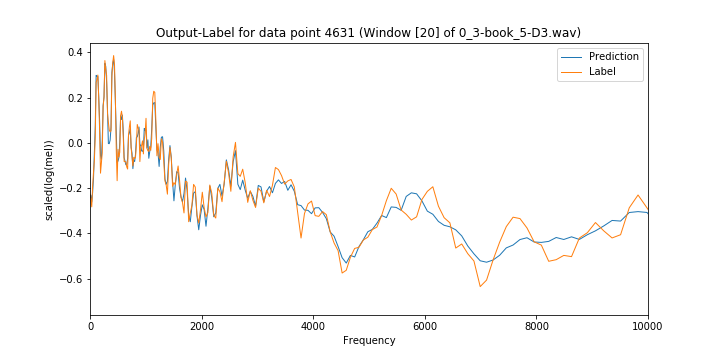 Output-Label for data point 4631 (Window [20] of 0_3-book_5-D3.wav)
Prediction
Label
scaled(log(mel))
0.4
0.2
0.0
−0.2
−0.4
−0.6
0 2000 4000 6000 8000 10000
Frequency